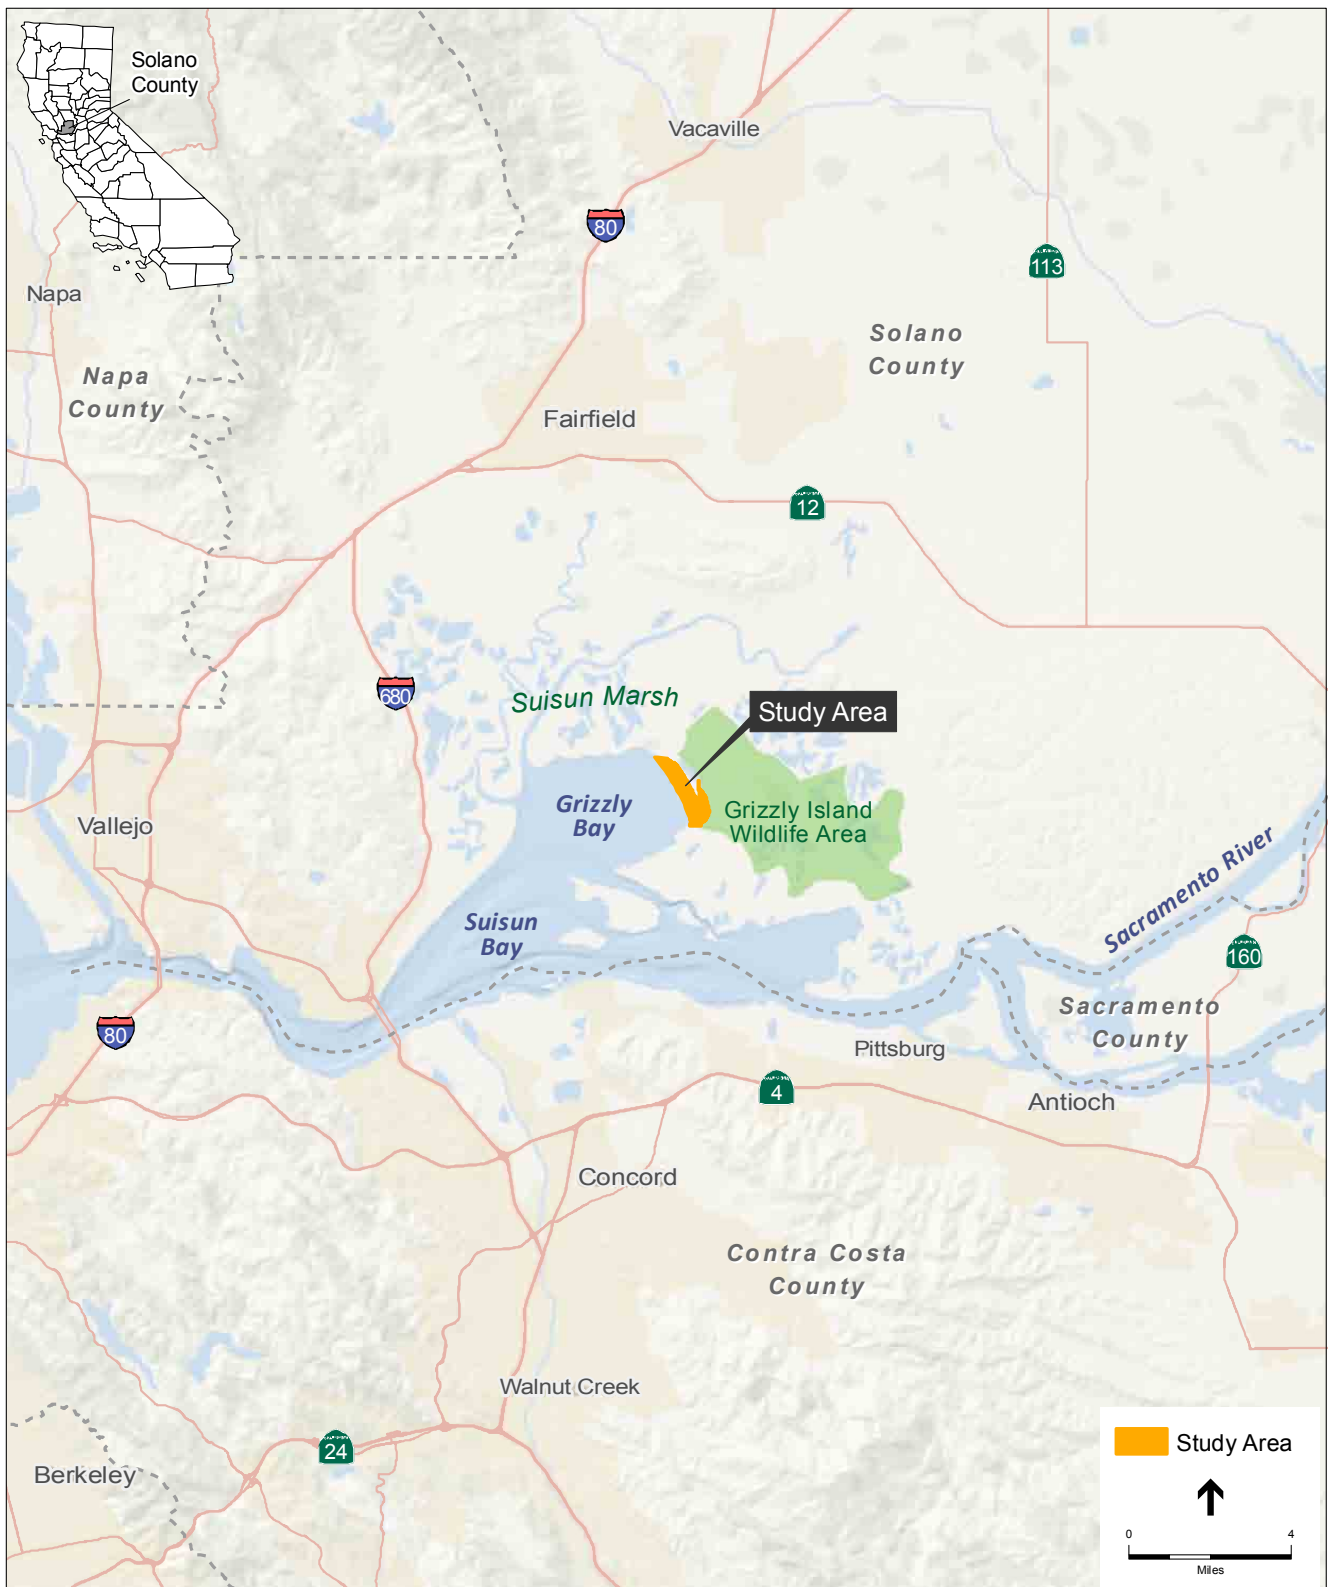 Solano
County
Vacaville
80
113
Napa
Solano
County
Napa
County
Fairfield
12
680
Suisun Marsh
Study Area
Grizzly
Bay
Grizzly Island
Wildlife Area
Vallejo
Sacramento River
Suisun
Bay
160
Sacramento
County
80
Pittsburg
4
Antioch
Concord
Contra Costa
County
Walnut Creek
24
Berkeley
Study Area
0 4
Miles